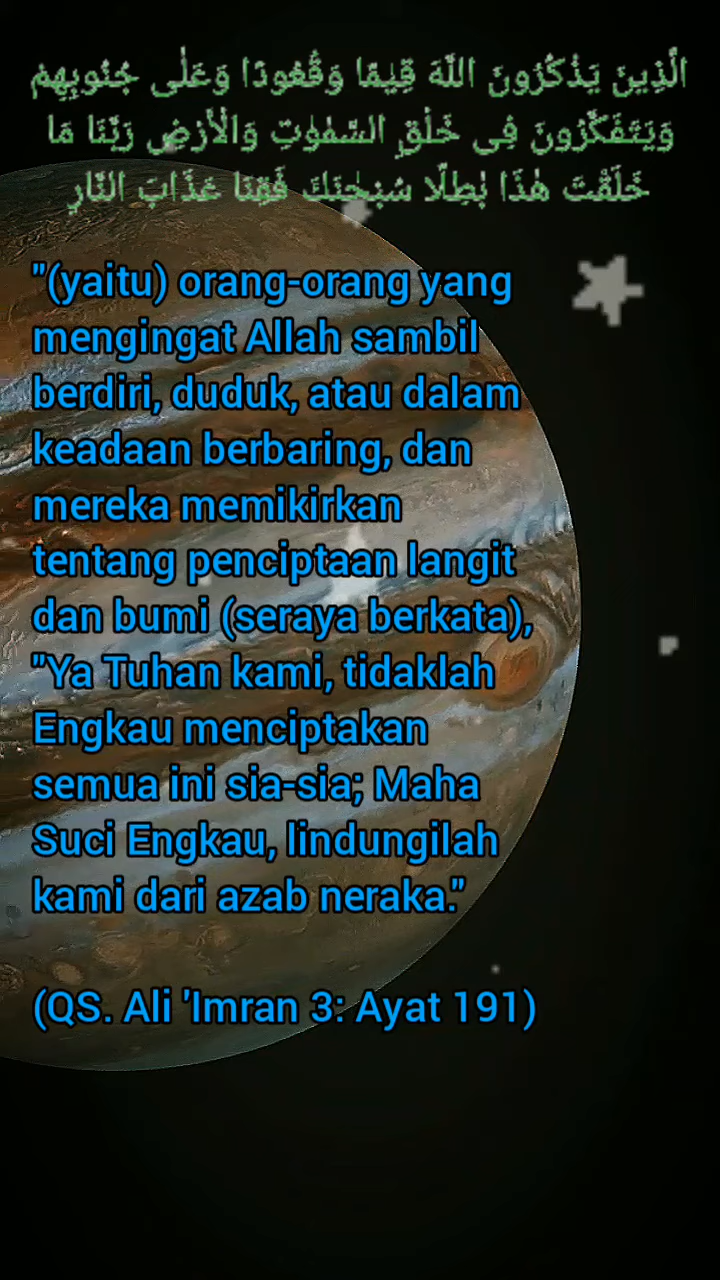 الَّذِينَ يَذْكُرُونَ اللّٰهَ قِيٰمًا وَقُعُودًا وَعَلٰى جُنُوبِهِمْ
وَيَتَفَكَّرُونَ فِى خَلْقِ السَّمٰوٰتِ وَالْأَرْضِ رَبَّنَا مَا
خَلَقْتَ هٰذَا بٰطِلًا سُبْحٰنَكَ فَقِنَا عَذَابَ النَّارِ
"(yaitu) orang-orang yang
mengingat Allah sambil
berdiri, duduk, atau dalam
keadaan berbaring, dan
mereka memikirkan
tentang penciptaan langit
dan bumi (seraya berkata),
"Ya Tuhan kami, tidaklah
Engkau menciptakan
semua ini sia-sia; Maha
Suci Engkau, lindungilah
kami dari azab neraka."
(QS. Ali 'Imran 3: Ayat 191)